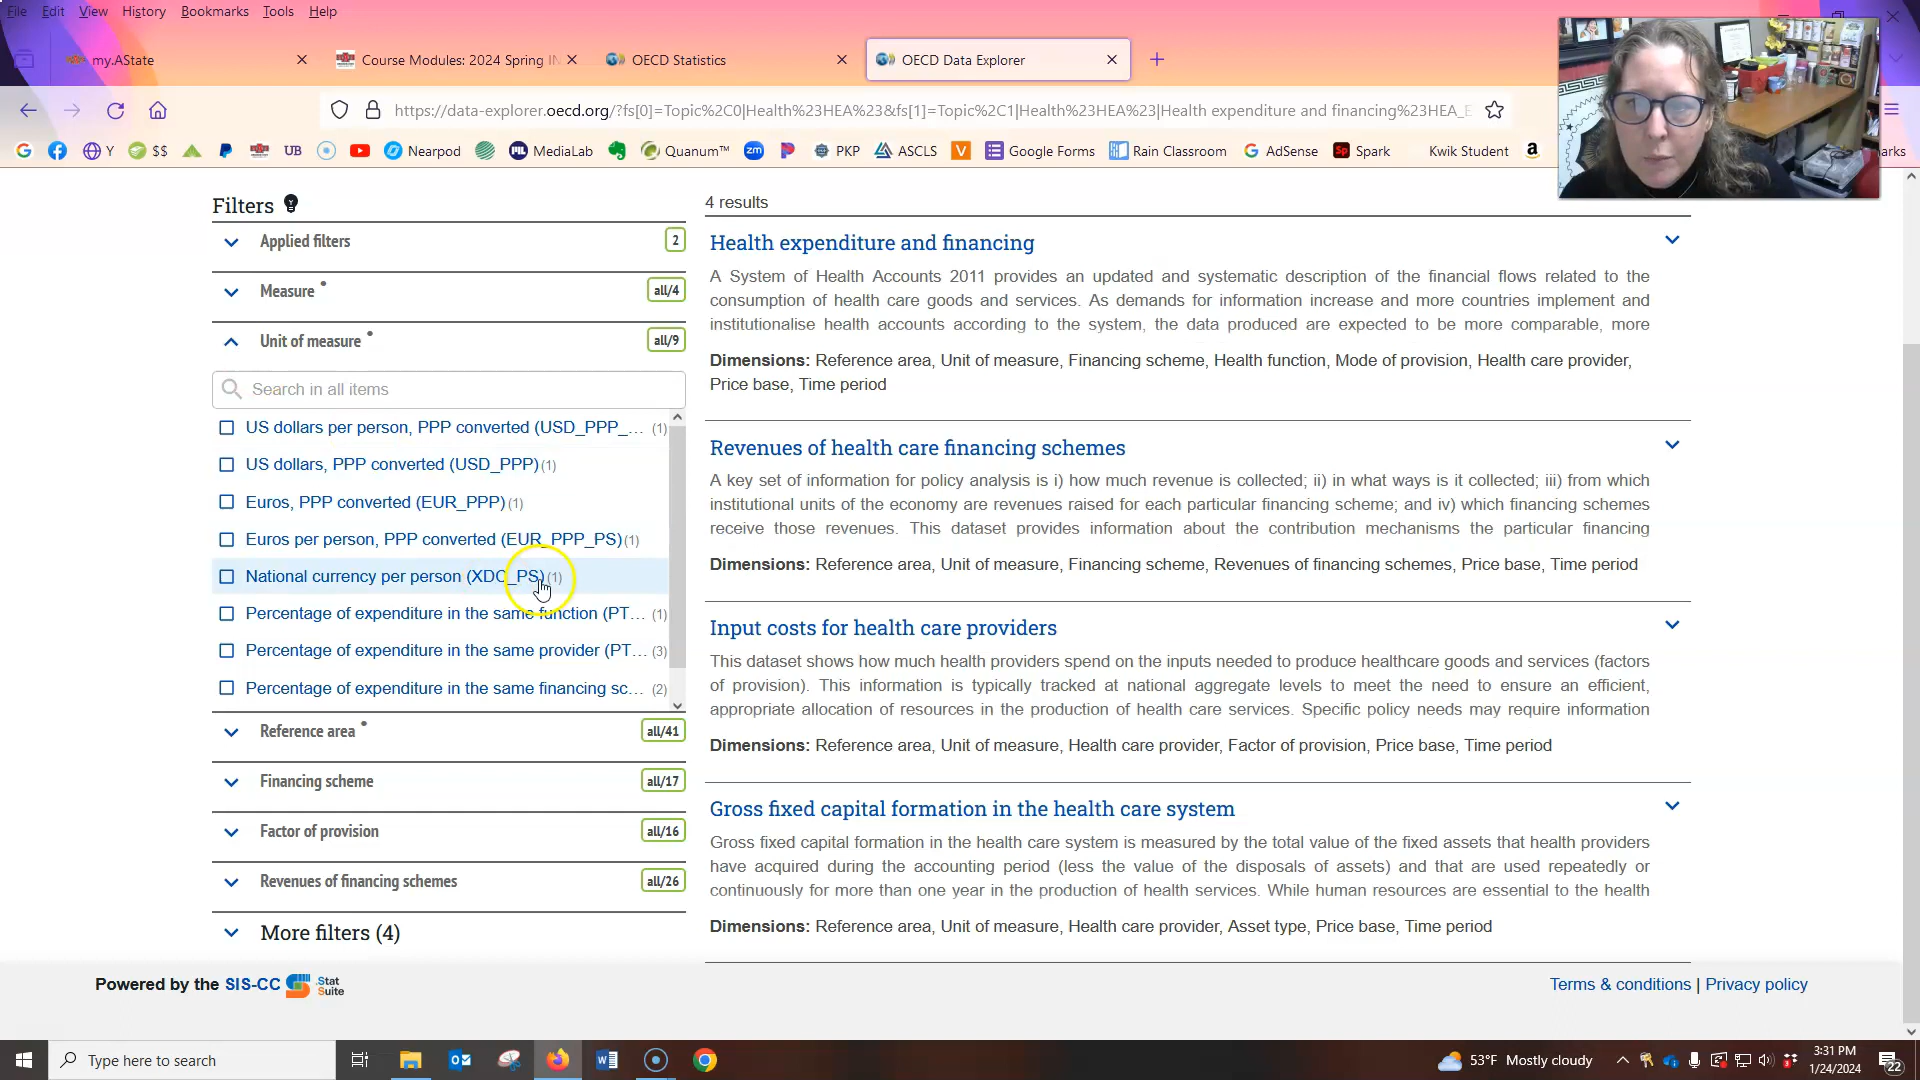 File Edit View History Bookmarks Tools Help
my.AState
Course Modules: 2024 Spring IN
OECD Statistics
OECD Data Explorer
https://data-explorer.oecd.org/?fs[0]=Topic%2C0|Health%23HEA%23&fs[1]=Topic%2C1|Health%23HEA%23|Health expenditure and financing%23HEA_E
Y $$ UB Nearpod MediaLab Quanum™ PKP ASCLS Google Forms Rain Classroom AdSense Spark Kwik Student
Filters
Applied filters 2
Measure all/4
Unit of measure all/9
Search in all items
US dollars per person, PPP converted (USD_PPP_... (1)
US dollars, PPP converted (USD_PPP) (1)
Euros, PPP converted (EUR_PPP) (1)
Euros per person, PPP converted (EUR_PPP_PS) (1)
National currency per person (XDC_PS) (1)
Percentage of expenditure in the same function (PT... (1)
Percentage of expenditure in the same provider (PT... (3)
Percentage of expenditure in the same financing sc... (2)
Reference area all/41
Financing scheme all/17
Factor of provision all/16
Revenues of financing schemes all/26
More filters (4)
4 results
Health expenditure and financing
A System of Health Accounts 2011 provides an updated and systematic description of the financial flows related to the
consumption of health care goods and services. As demands for information increase and more countries implement and
institutionalise health accounts according to the system, the data produced are expected to be more comparable, more
Dimensions: Reference area, Unit of measure, Financing scheme, Health function, Mode of provision, Health care provider,
Price base, Time period
Revenues of health care financing schemes
A key set of information for policy analysis is i) how much revenue is collected; ii) in what ways is it collected; iii) from which
institutional units of the economy are revenues raised for each particular financing scheme; and iv) which financing schemes
receive those revenues. This dataset provides information about the contribution mechanisms the particular financing
Dimensions: Reference area, Unit of measure, Financing scheme, Revenues of financing schemes, Price base, Time period
Input costs for health care providers
This dataset shows how much health providers spend on the inputs needed to produce healthcare goods and services (factors
of provision). This information is typically tracked at national aggregate levels to meet the need to ensure an efficient,
appropriate allocation of resources in the production of health care services. Specific policy needs may require information
Dimensions: Reference area, Unit of measure, Health care provider, Factor of provision, Price base, Time period
Gross fixed capital formation in the health care system
Gross fixed capital formation in the health care system is measured by the total value of the fixed assets that health providers
have acquired during the accounting period (less the value of the disposals of assets) and that are used repeatedly or
continuously for more than one year in the production of health services. While human resources are essential to the health
Dimensions: Reference area, Unit of measure, Health care provider, Asset type, Price base, Time period
Powered by the SIS-CC .Stat Suite
Terms & conditions | Privacy policy
Type here to search
53°F Mostly cloudy
3:31 PM
1/24/2024
22